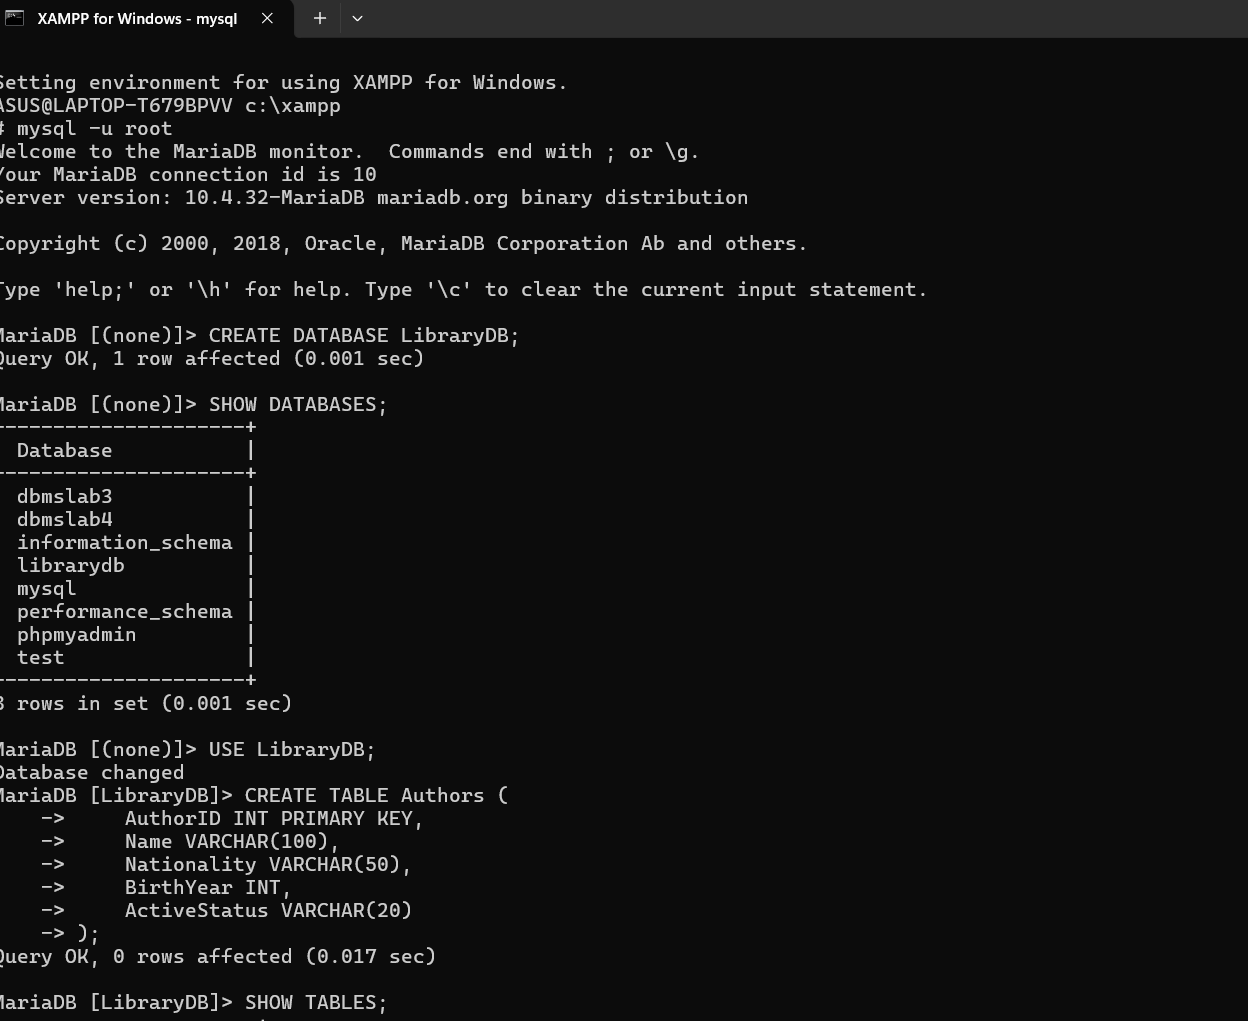 XAMPP for Windows - mysql
Setting environment for using XAMPP for Windows.
ASUS@LAPTOP-T679BPVV c:\xampp
# mysql -u root
Welcome to the MariaDB monitor.  Commands end with ; or \g.
Your MariaDB connection id is 10
Server version: 10.4.32-MariaDB mariadb.org binary distribution
Copyright (c) 2000, 2018, Oracle, MariaDB Corporation Ab and others.
Type 'help;' or '\h' for help. Type '\c' to clear the current input statement.
MariaDB [(none)]> CREATE DATABASE LibraryDB;
Query OK, 1 row affected (0.001 sec)
MariaDB [(none)]> SHOW DATABASES;
--------------------+
Database           |
--------------------+
dbmslab3           |
dbmslab4           |
information_schema |
librarydb          |
mysql              |
performance_schema |
phpmyadmin         |
test               |
--------------------+
8 rows in set (0.001 sec)
MariaDB [(none)]> USE LibraryDB;
Database changed
MariaDB [LibraryDB]> CREATE TABLE Authors (
    ->     AuthorID INT PRIMARY KEY,
    ->     Name VARCHAR(100),
    ->     Nationality VARCHAR(50),
    ->     BirthYear INT,
    ->     ActiveStatus VARCHAR(20)
    -> );
Query OK, 0 rows affected (0.017 sec)
MariaDB [LibraryDB]> SHOW TABLES;